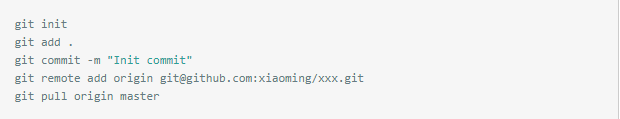 git init
git add .
git commit -m "Init commit"
git remote add origin git@github.com:xiaoming/xxx.git
git pull origin master